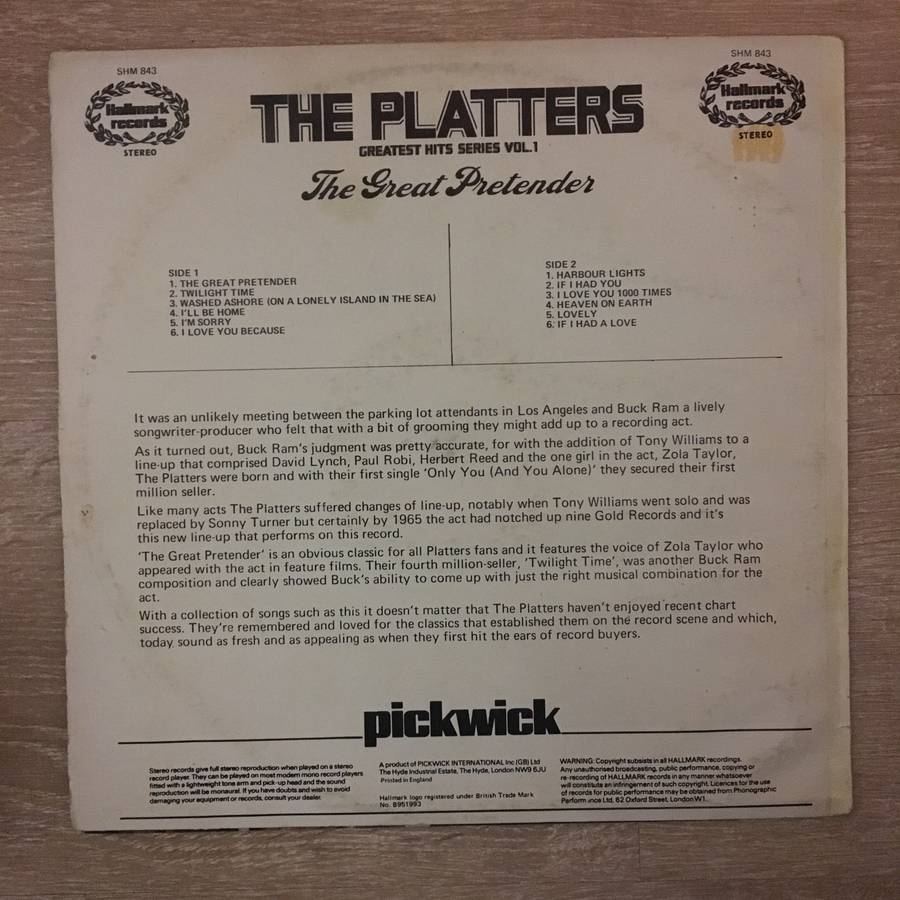 SHM 843
Hallmark
records
STEREO
SHM 843
Hallmark
records
STEREO
THE PLATTERS
GREATEST HITS SERIES VOL.1
The Great Pretender
SIDE 1
1. THE GREAT PRETENDER
2. TWILIGHT TIME
3. WASHED ASHORE (ON A LONELY ISLAND IN THE SEA)
4. I'LL BE HOME
5. I'M SORRY
6. I LOVE YOU BECAUSE
SIDE 2
1. HARBOUR LIGHTS
2. IF I HAD YOU
3. I LOVE YOU 1000 TIMES
4. HEAVEN ON EARTH
5. LOVELY
6. IF I HAD A LOVE
It was an unlikely meeting between the parking lot attendants in Los Angeles and Buck Ram a lively
songwriter-producer who felt that with a bit of grooming they might add up to a recording act.
As it turned out, Buck Ram's judgment was pretty accurate, for with the addition of Tony Williams to a
line-up that comprised David Lynch, Paul Robi, Herbert Reed and the one girl in the act, Zola Taylor,
The Platters were born and with their first single 'Only You (And You Alone)' they secured their first
million seller.
Like many acts The Platters suffered changes of line-up, notably when Tony Williams went solo and was
replaced by Sonny Turner but certainly by 1965 the act had notched up nine Gold Records and it's
this new line-up that performs on this record.
'The Great Pretender' is an obvious classic for all Platters fans and it features the voice of Zola Taylor who
appeared with the act in feature films. Their fourth million-seller, 'Twilight Time', was another Buck Ram
composition and clearly showed Buck's ability to come up with just the right musical combination for the
act.
With a collection of songs such as this it doesn't matter that The Platters haven't enjoyed recent chart
success. They're remembered and loved for the classics that established them on the record scene and which,
today sound as fresh and as appealing as when they first hit the ears of record buyers.
pickwick
Stereo records give full stereo reproduction when played on a stereo
record player. They can be played on most modern mono record players
fitted with a lightweight tone arm and pick-up head and the sound
reproduction will be monaural. If you have doubts and wish to avoid
damaging your equipment or records, consult your dealer.
A product of PICKWICK INTERNATIONAL Inc (GB) Ltd
The Hyde Industrial Estate, The Hyde, London NW9 6JU
Printed in England
Hallmark logo registered under British Trade Mark
No. B951993
WARNING: Copyright subsists in all HALLMARK recordings.
Any unauthorised broadcasting, public performance, copying or
re-recording of HALLMARK records in any manner whatsoever
will constitute an infringement of such copyright. Licences for the use
of records for public performance may be obtained from Phonographic
Performance Ltd., 62 Oxford Street, London W1.